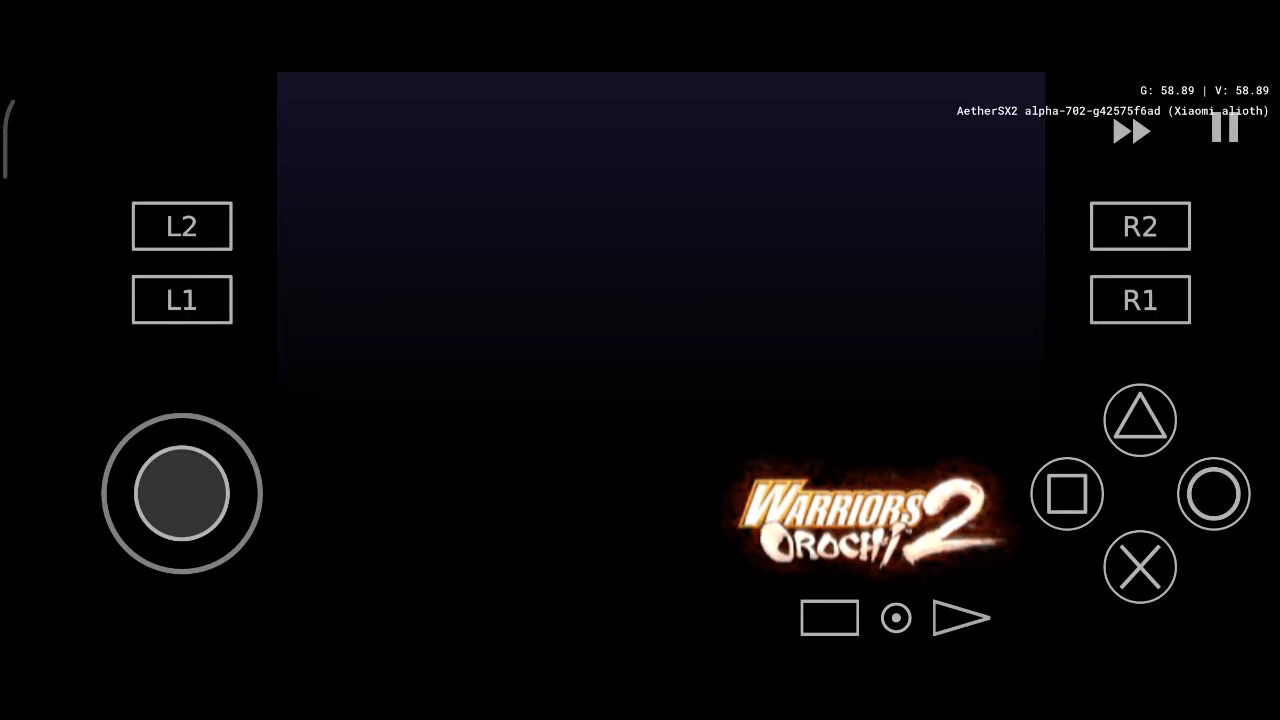 G: 58.89 | V: 58.89
AetherSX2 alpha-702-g42575f6ad (Xiaomi alioth)
L2
R2
L1
R1
WARRIORS
OROCHI 2